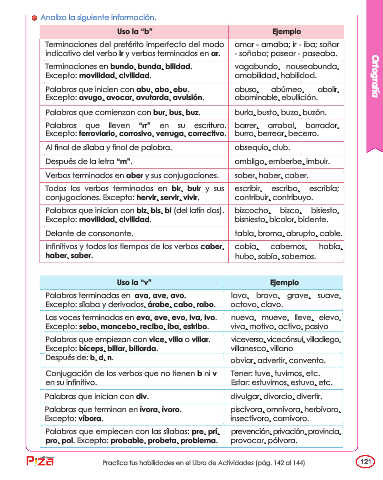 Analiza la siguiente información.
Uso la "b" Ejemplo
Terminaciones del pretérito imperfecto del modo indicativo del verbo ir y verbos terminados en ar. amar - amaba; ir - iba; soñar - soñaba; pasear - paseaba.
Terminaciones en bundo, bunda, bilidad. Excepto: movilidad, civilidad. vagabundo, nauseabunda, amabilidad, habilidad.
Palabras que inician con abu, abo, ebu. Excepto: avugo, avocar, avutarda, avulsión. abuso, abúmeo, abolir, abominable, ebullición.
Palabras que comienzan con bur, bus, buz. burla, busto, buzo, buzón.
Palabras que lleven "rr" en su escritura. Excepto: ferroviario, corrosivo, verruga, correctivo. barrer, arrabal, borrador, burro, berrear, becerro.
Al final de sílaba y final de palabra. obsequio, club.
Después de la letra "m". ombligo, emberbe, imbuir.
Verbos terminados en aber y sus conjugaciones. saber, haber, caber.
Todos los verbos terminados en bir, buir y sus conjugaciones. Excepto: hervir, servir, vivir. escribir, escribo, escribía; contribuir, contribuyo.
Palabras que inician con biz, bis, bi (del latín dos). Excepto: movilidad, civilidad. bizcocho, bizco, bisiesto, bisnieto, bicolor, bidente.
Delante de consonante. tabla, broma, abrupto, cable.
Infinitivos y todos los tiempos de los verbos caber, haber, saber. cabía, cabemos, había, hubo, sabía, sabemos.
Uso la "v" Ejemplo
Palabras terminadas en ava, ave, avo. Excepto: sílaba y derivados, árabe, cabo, rabo. lava, bravo, grave, suave, octavo, clavo.
Las voces terminadas en eva, eve, evo, iva, ivo. Excepto: sebo, mancebo, recibo, iba, estribo. nueva, mueve, lleve, elevo, viva, motivo, activo, pasivo
Palabras que empiezan con vice, villa o villar. Excepto: bíceps, billar, billarda. viceverso, vicecónsul, villadiego, villanesco, villano
Después de: b, d, n. obviar, advertir, convento.
Conjugación de los verbos que no tienen b ni v en su infinitivo. Tener: tuve, tuvimos, etc. Estar: estuvimos, estuvo, etc.
Palabras que inician con div. divulgar, divorcio, divertir.
Palabras que terminan en ívora, ívoro. Excepto: víbora. piscívora, omnívora, herbívoro, insectívoro, carnívoro.
Palabras que empiecen con las sílabas: pre, pri, pro, pol. Excepto: probable, probeta, problema. prevención, privación, provincia, provocar, pólvora.
Ortografía
Practica tus habilidades en el Libro de Actividades (pág. 142 al 144)
121